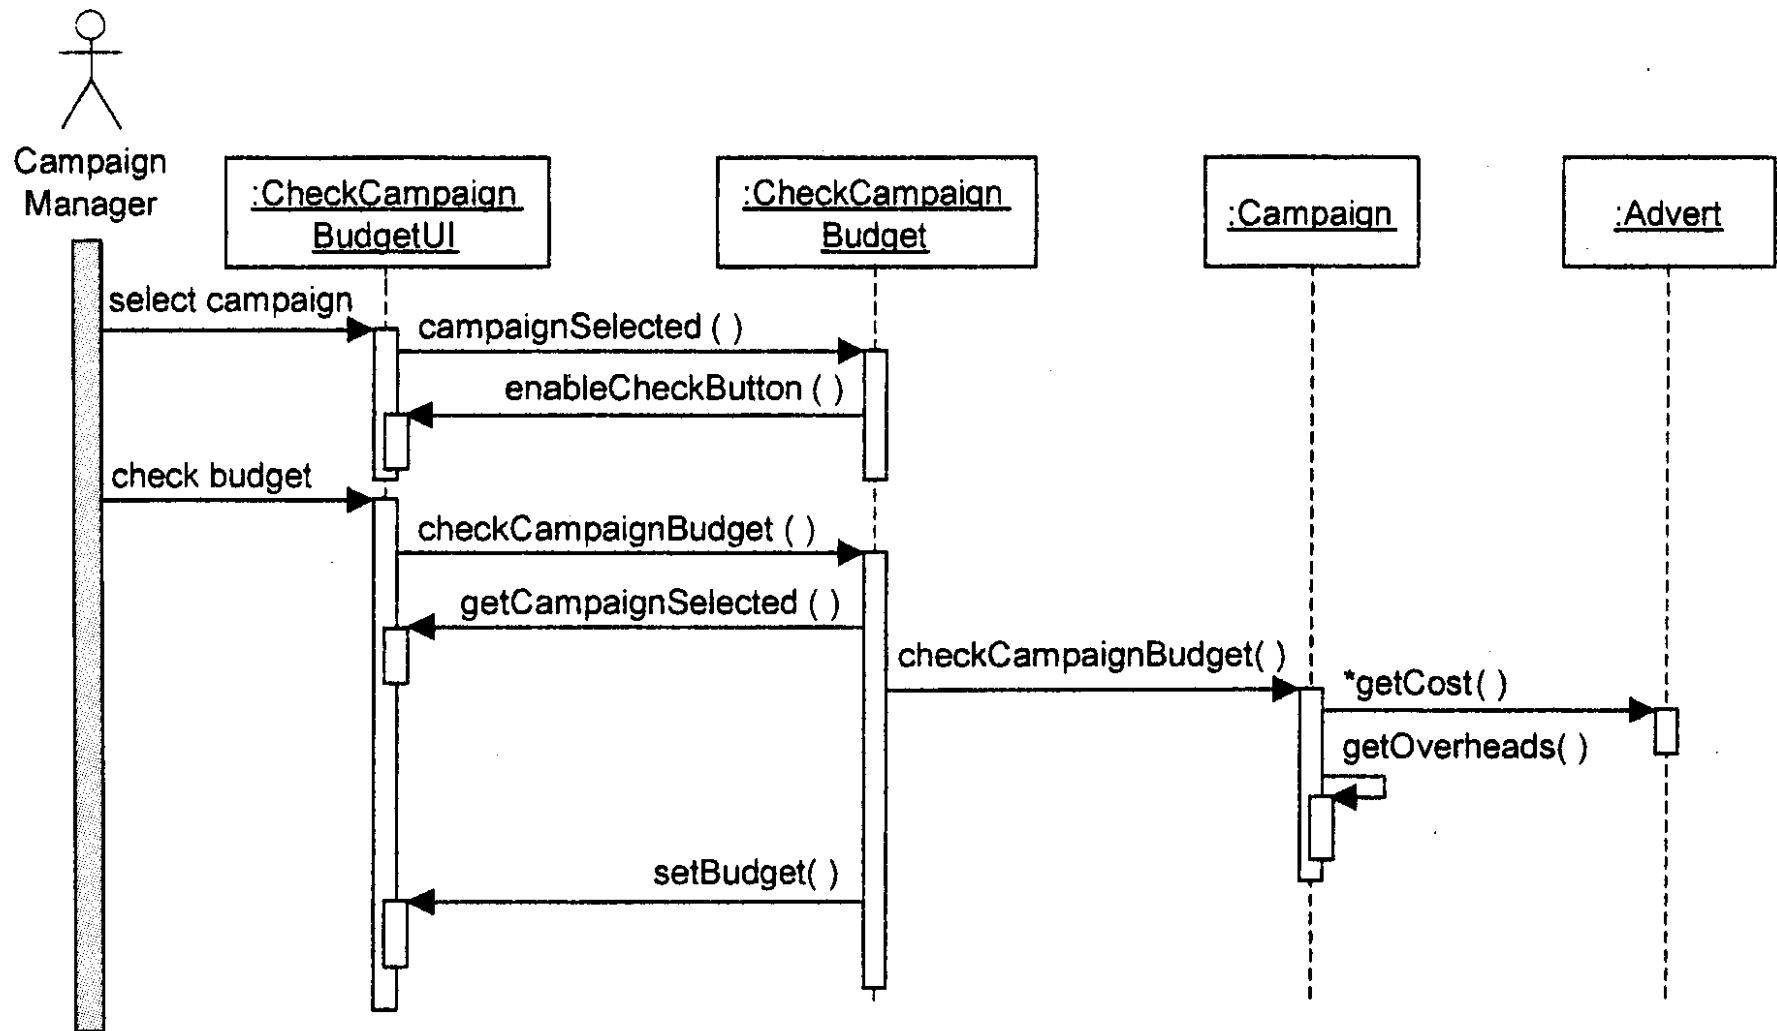 Campaign
Manager
:CheckCampaign
BudgetUI
:CheckCampaign
Budget
:Campaign
:Advert
select campaign
campaignSelected ( )
enableCheckButton ( )
check budget
checkCampaignBudget ( )
getCampaignSelected ( )
checkCampaignBudget( )
*getCost( )
getOverheads( )
setBudget( )